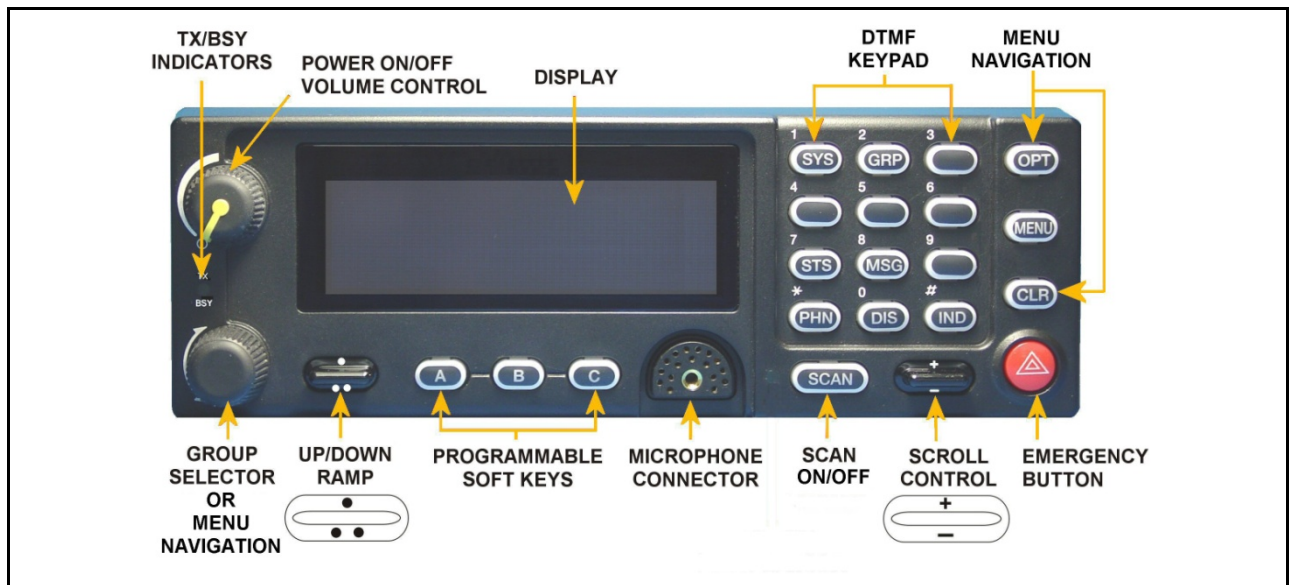 TX/BSY
INDICATORS
POWER ON/OFF
VOLUME CONTROL
DISPLAY
DTMF
KEYPAD
MENU
NAVIGATION
1 2 3
SYS GRP
OPT
4 5 6
MENU
7 8 9
STS MSG
CLR
* 0 #
PHN DIS IND
TX
BSY
A B C
SCAN
+
−
GROUP
SELECTOR
OR
MENU
NAVIGATION
UP/DOWN
RAMP
PROGRAMMABLE
SOFT KEYS
MICROPHONE
CONNECTOR
SCAN
ON/OFF
SCROLL
CONTROL
+
−
EMERGENCY
BUTTON